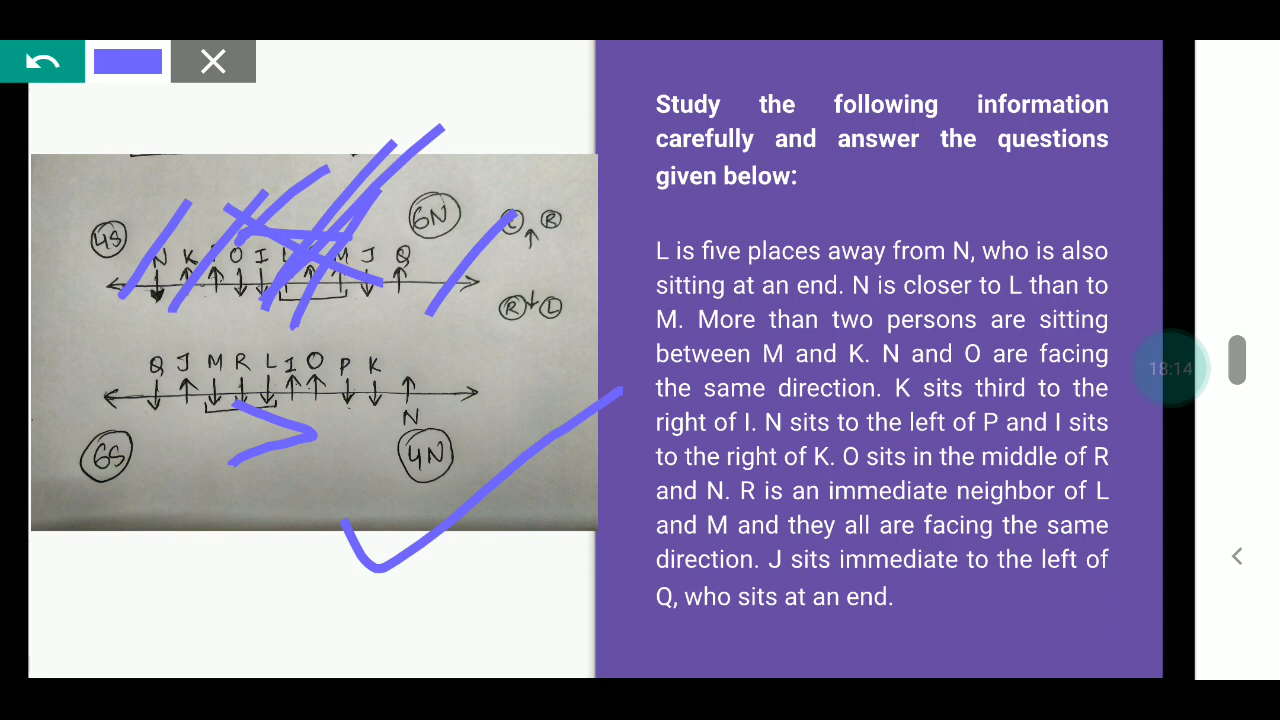 Study the following information
carefully and answer the questions
given below:
L is five places away from N, who is also
sitting at an end. N is closer to L than to
M. More than two persons are sitting
between M and K. N and O are facing
the same direction. K sits third to the
right of I. N sits to the left of P and I sits
to the right of K. O sits in the middle of R
and N. R is an immediate neighbor of L
and M and they all are facing the same
direction. J sits immediate to the left of
Q, who sits at an end.
4S 6N L R
N K O I L M J Q
R L
Q J M R L I O P K
N
6S 4N
18:14